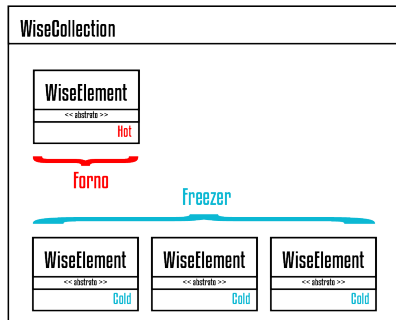 WiseCollection
WiseElement
<< abstrato >>
Hot
Forno
Freezer
WiseElement
<< abstrato >>
Cold
WiseElement
<< abstrato >>
Cold
WiseElement
<< abstrato >>
Cold